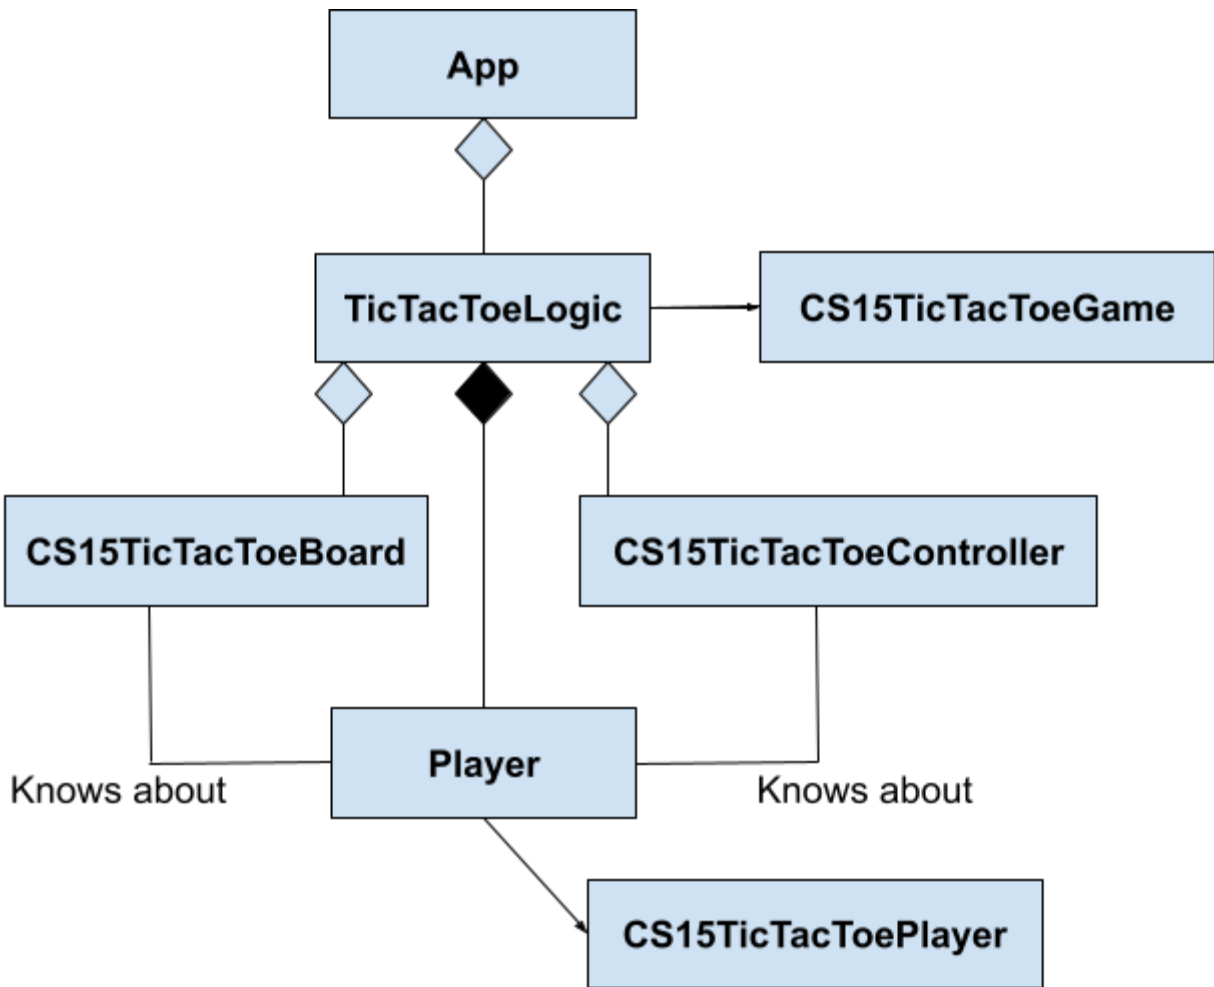 App
TicTacToeLogic
CS15TicTacToeGame
CS15TicTacToeBoard
CS15TicTacToeController
Player
Knows about
Knows about
CS15TicTacToePlayer